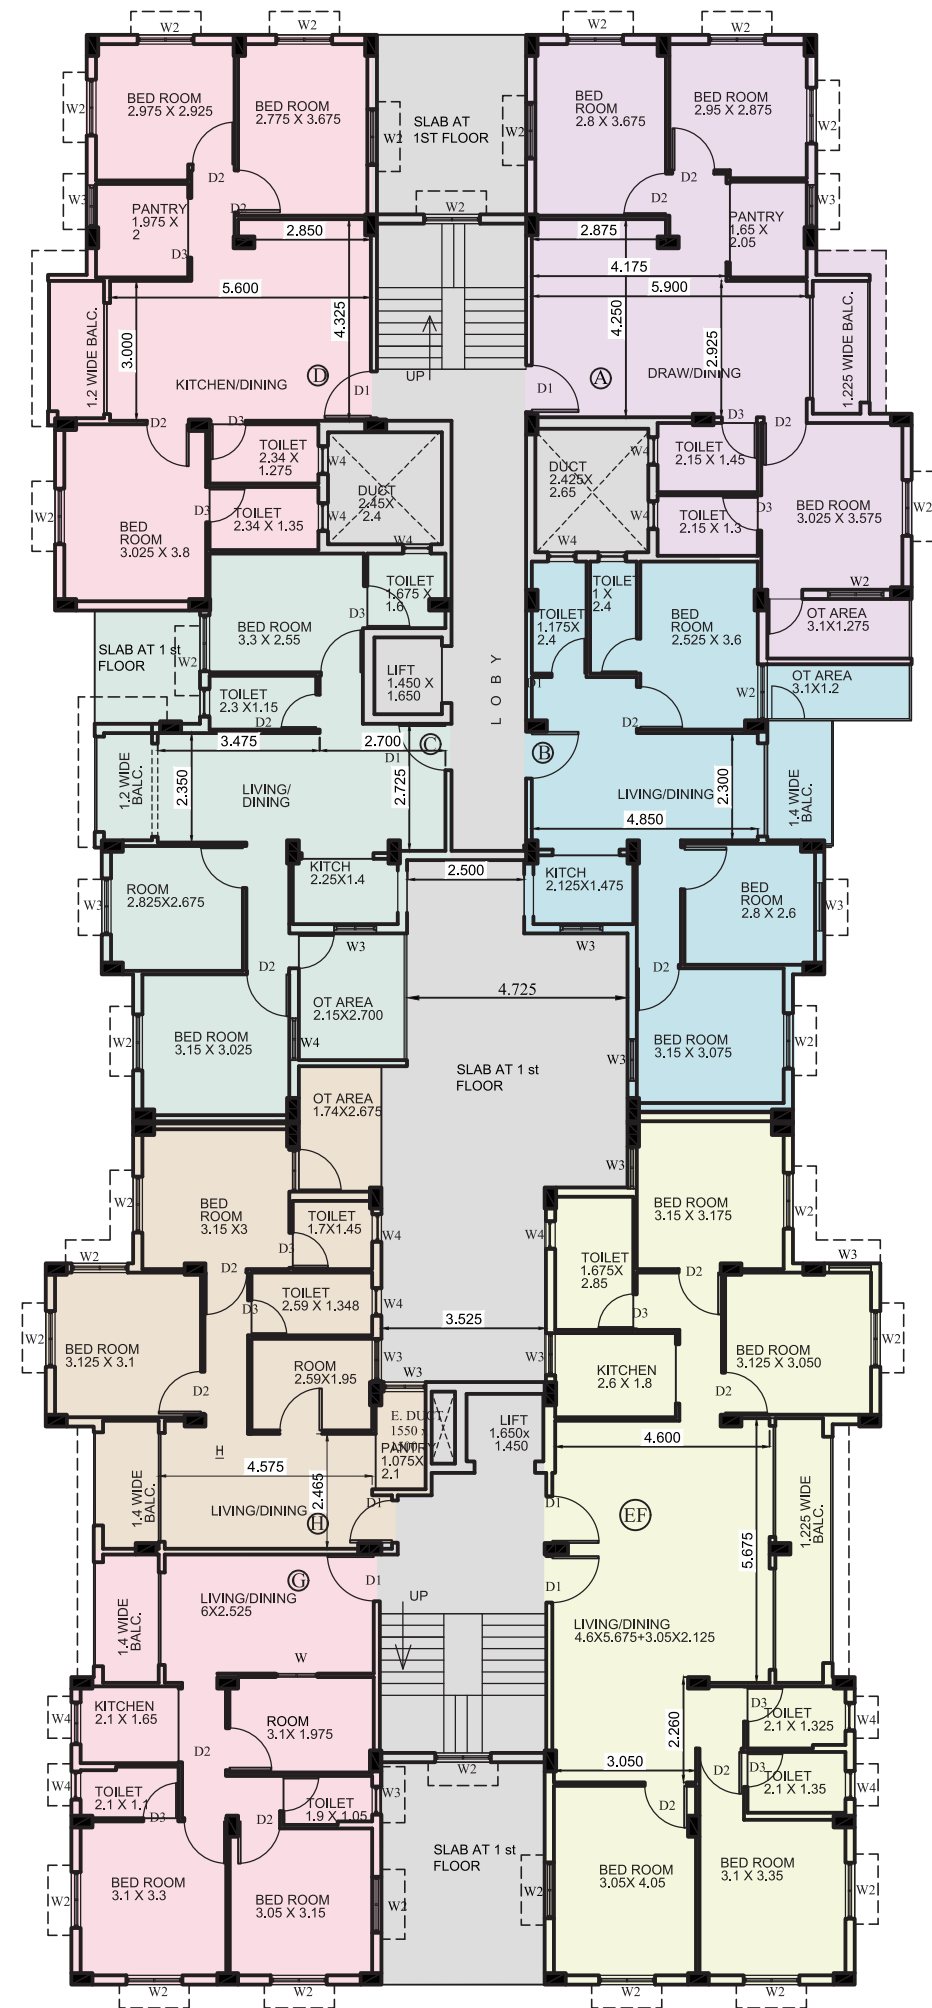 W2
W2
W2
W2
BED ROOM
2.975 X 2.925
BED ROOM
2.775 X 3.675
SLAB AT
1ST FLOOR
BED
ROOM
2.8 X 3.675
BED ROOM
2.95 X 2.875
W2
W2
W2
W2
D2
D2
W3
PANTRY
1.975 X
2
D3
D2
D2
PANTRY
1.65 X
2.05
W3
W2
2.850
2.875
4.175
5.600
5.900
4.325
4.250
3.000
2.925
1.2 WIDE BALC.
1.225 WIDE BALC.
KITCHEN/DINING
D
D1
UP
D1
A
DRAW/DINING
D2
D3
D3
D2
TOILET
2.34 X
1.275
W4
DUCT
2.45X
2.4
DUCT
2.425X
2.65
W4
TOILET
2.15 X 1.45
W2
BED
ROOM
3.025 X 3.8
D3
TOILET
2.34 X 1.35
W4
W4
TOILET
2.15 X 1.3
D3
BED ROOM
3.025 X 3.575
W2
W4
W4
W2
BED ROOM
3.3 X 2.55
D3
TOILET
1.675 X
1.6
TOILET
1.175X
2.4
TOILET
1 X
2.4
BED
ROOM
2.525 X 3.6
OT AREA
3.1X1.275
SLAB AT 1 st
FLOOR
W2
LIFT
1.450 X
1.650
LOBY
D1
W2
OT AREA
3.1X1.2
TOILET
2.3 X1.15
D2
D2
3.475
2.700
C
D1
B
2.350
2.725
2.300
1.2 WIDE
BALC.
LIVING/
DINING
LIVING/DINING
4.850
1.4 WIDE
BALC.
KITCH
2.25X1.4
2.500
KITCH
2.125X1.475
W3
ROOM
2.825X2.675
BED
ROOM
2.8 X 2.6
W3
W3
W3
D2
D2
OT AREA
2.15X2.700
4.725
W2
BED ROOM
3.15 X 3.025
W4
BED ROOM
3.15 X 3.075
W2
W3
SLAB AT 1 st
FLOOR
OT AREA
1.74X2.675
W3
W2
BED
ROOM
3.15 X3
BED ROOM
3.15 X 3.175
W2
TOILET
1.7X1.45
W4
W4
W2
D3
D2
TOILET
1.675X
2.85
D2
W3
TOILET
2.59 X 1.348
D3
W4
D3
3.525
W2
BED ROOM
3.125 X 3.1
BED ROOM
3.125 X 3.050
W2
ROOM
2.59X1.95
W3
W3
W3
KITCHEN
2.6 X 1.8
D2
D2
E. DUCT
1550 x
PANTRY
1.075X
2.1
LIFT
1.650x
1.450
H
4.575
4.600
2.465
1.4 WIDE
BALC.
LIVING/DINING
H
D1
D1
EF
5.675
1.225 WIDE
BALC.
G
D1
D1
LIVING/DINING
6X2.525
UP
1.4 WIDE
BALC.
LIVING/DINING
4.6X5.675+3.05X2.125
W
KITCHEN
2.1 X 1.65
W4
ROOM
3.1X 1.975
2.260
D3
TOILET
2.1 X 1.325
W4
D2
3.050
W2
W4
TOILET
2.1 X 1.1
D3
TOILET
1.9 X 1.05
W3
D2
D2
D2
D3
TOILET
2.1 X 1.35
W4
SLAB AT 1 st
FLOOR
W2
BED ROOM
3.1 X 3.3
BED ROOM
3.05 X 3.15
W2
W2
BED ROOM
3.05X 4.05
BED ROOM
3.1 X 3.35
W2
W2
W2
W2
W2